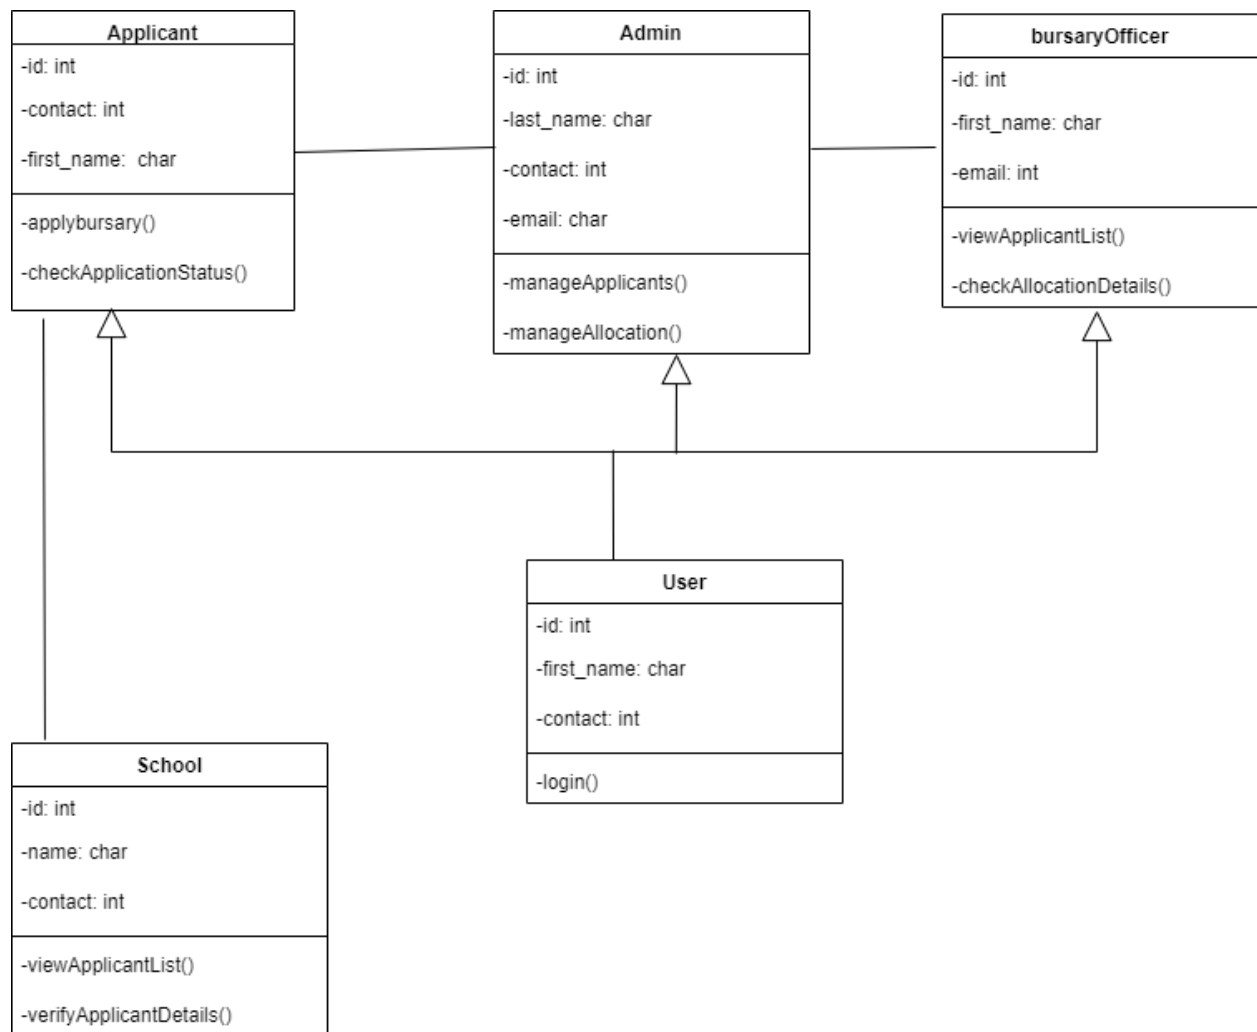 Applicant
-id: int
-contact: int
-first_name: char
-applybursary()
-checkApplicationStatus()
Admin
-id: int
-last_name: char
-contact: int
-email: char
-manageApplicants()
-manageAllocation()
bursaryOfficer
-id: int
-first_name: char
-email: int
-viewApplicantList()
-checkAllocationDetails()
User
-id: int
-first_name: char
-contact: int
-login()
School
-id: int
-name: char
-contact: int
-viewApplicantList()
-verifyApplicantDetails()